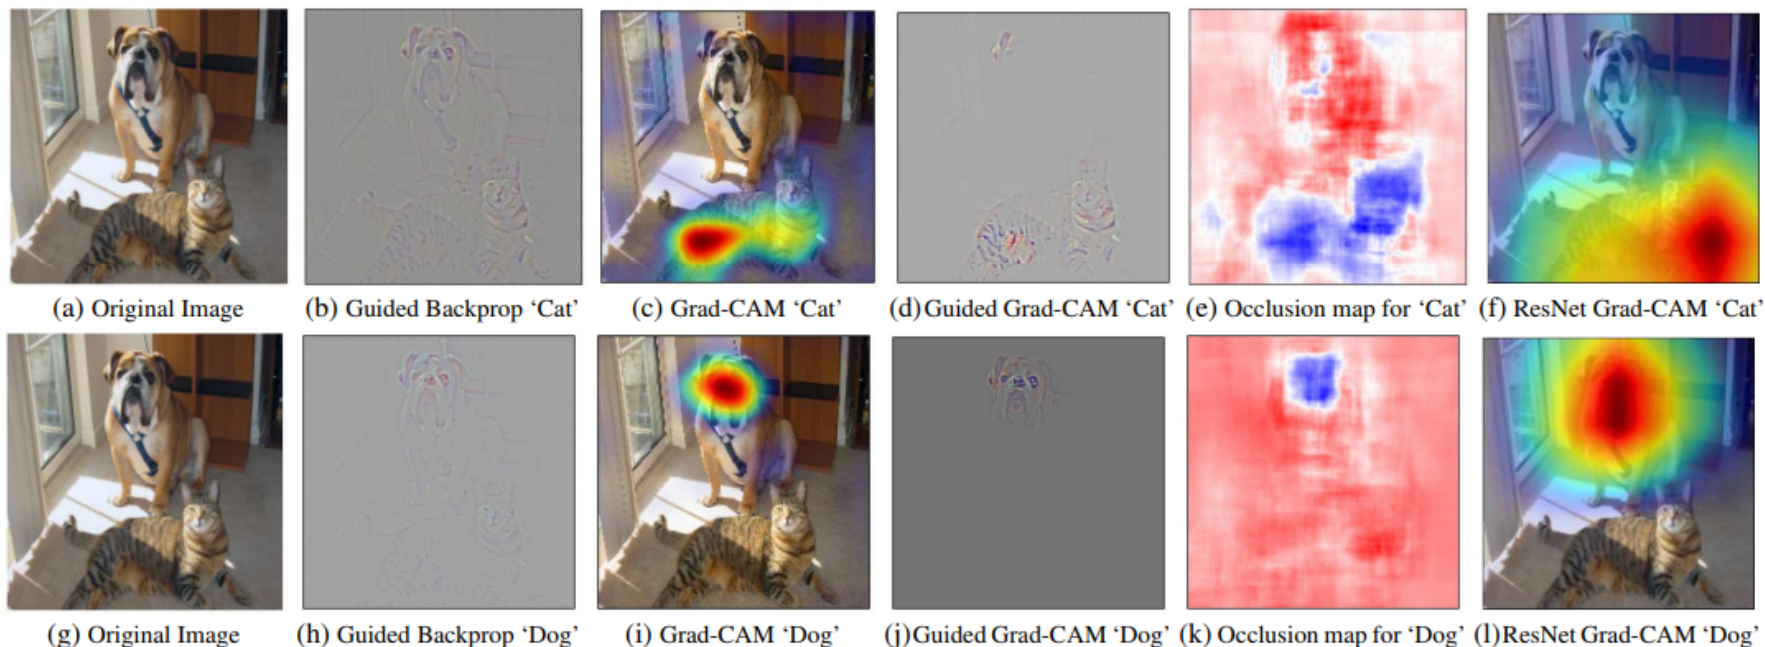 (a) Original Image
(b) Guided Backprop ‘Cat’
(c) Grad-CAM ‘Cat’
(d)Guided Grad-CAM ‘Cat’
(e) Occlusion map for ‘Cat’
(f) ResNet Grad-CAM ‘Cat’
(g) Original Image
(h) Guided Backprop ‘Dog’
(i) Grad-CAM ‘Dog’
(j)Guided Grad-CAM ‘Dog’
(k) Occlusion map for ‘Dog’
(l)ResNet Grad-CAM ‘Dog’